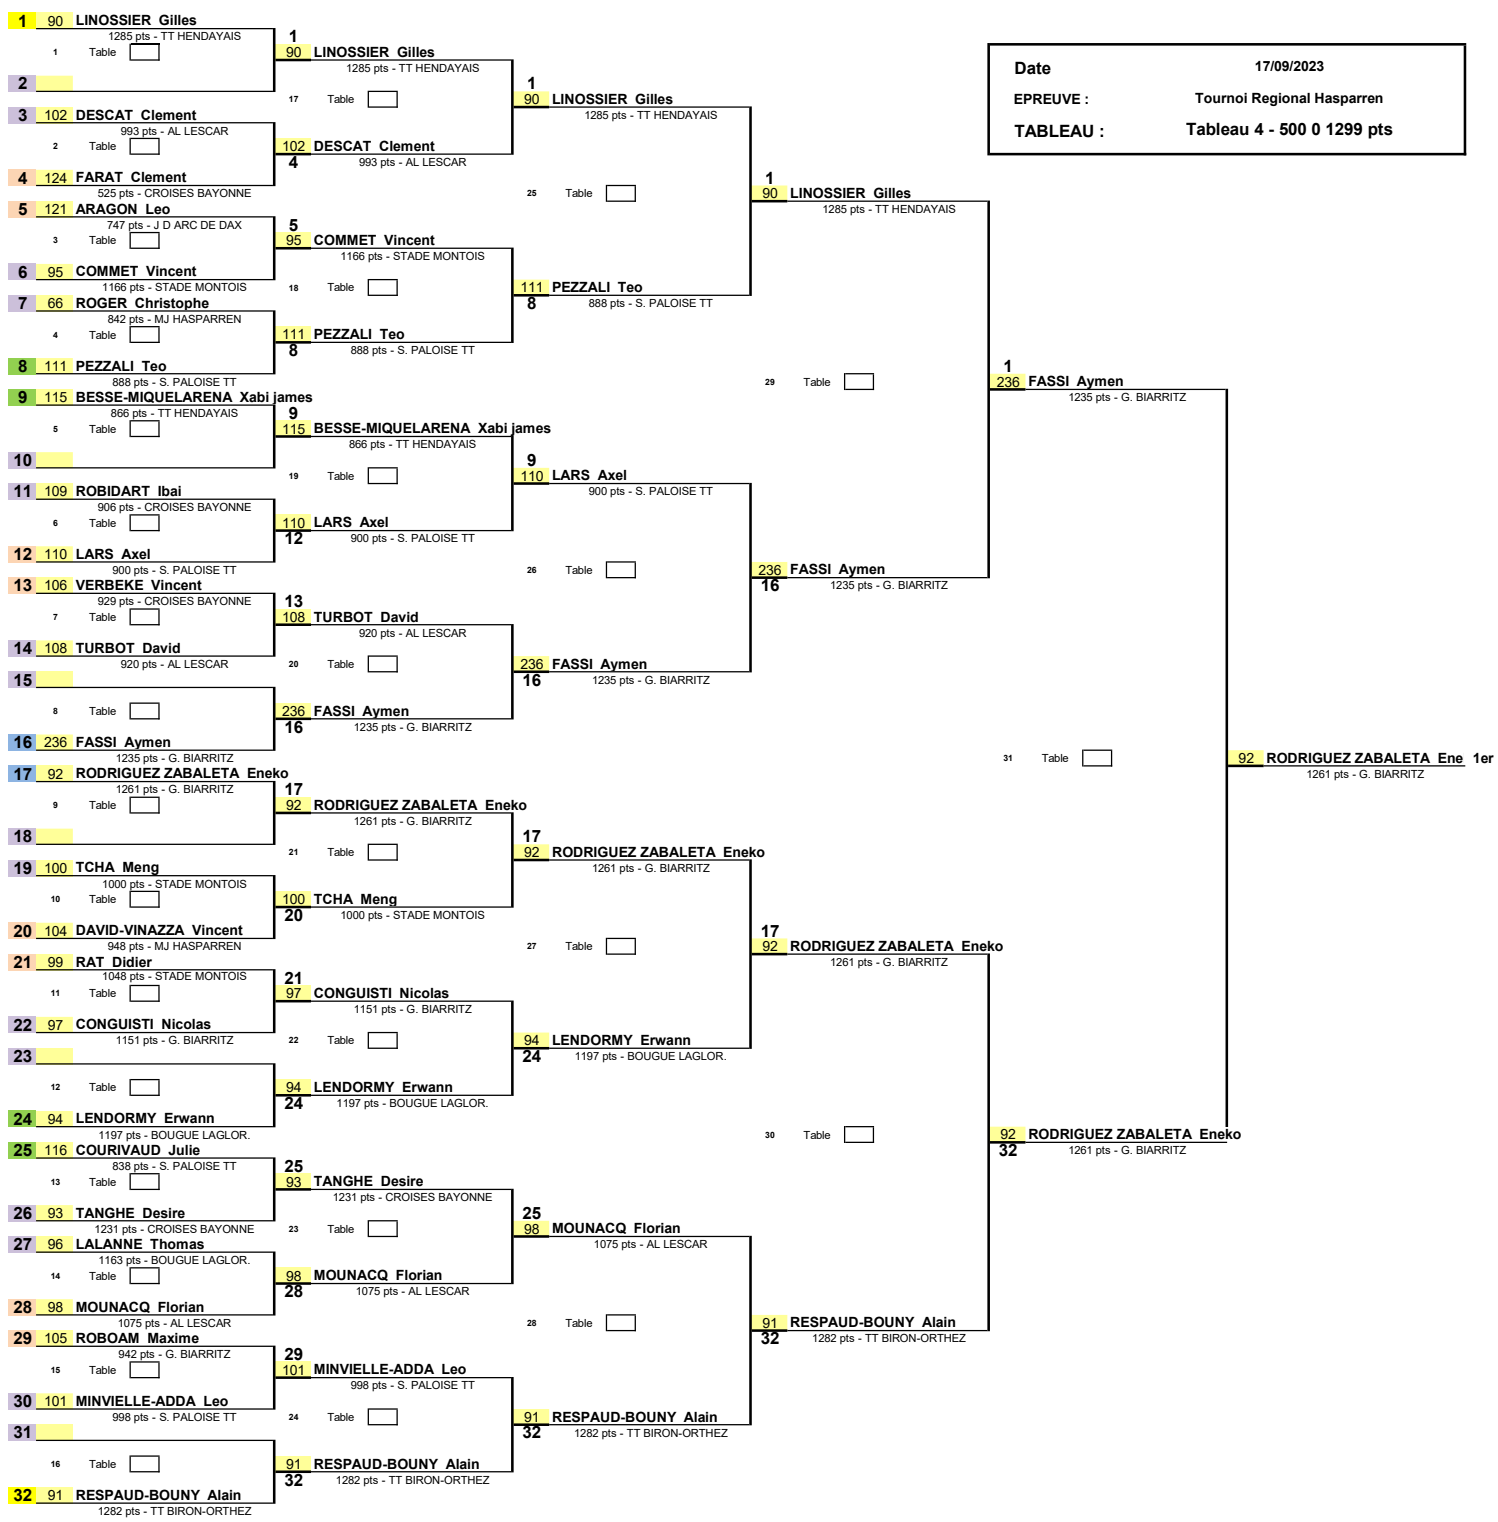 Date 17/09/2023
EPREUVE : Tournoi Regional Hasparren
TABLEAU : Tableau 4 - 500 0 1299 pts
1 90 LINOSSIER Gilles
1285 pts - TT HENDAYAIS
1 Table
2
3 102 DESCAT Clement
993 pts - AL LESCAR
2 Table
4 124 FARAT Clement
525 pts - CROISES BAYONNE
5 121 ARAGON Leo
747 pts - J D ARC DE DAX
3 Table
6 95 COMMET Vincent
1166 pts - STADE MONTOIS
7 66 ROGER Christophe
842 pts - MJ HASPARREN
4 Table
8 111 PEZZALI Teo
888 pts - S. PALOISE TT
9 115 BESSE-MIQUELARENA Xabi james
866 pts - TT HENDAYAIS
5 Table
10
11 109 ROBIDART Ibai
906 pts - CROISES BAYONNE
6 Table
12 110 LARS Axel
900 pts - S. PALOISE TT
13 106 VERBEKE Vincent
929 pts - CROISES BAYONNE
7 Table
14 108 TURBOT David
920 pts - AL LESCAR
15
8 Table
16 236 FASSI Aymen
1235 pts - G. BIARRITZ
17 92 RODRIGUEZ ZABALETA Eneko
1261 pts - G. BIARRITZ
9 Table
18
19 100 TCHA Meng
1000 pts - STADE MONTOIS
10 Table
20 104 DAVID-VINAZZA Vincent
948 pts - MJ HASPARREN
21 99 RAT Didier
1048 pts - STADE MONTOIS
11 Table
22 97 CONGUISTI Nicolas
1151 pts - G. BIARRITZ
23
12 Table
24 94 LENDORMY Erwann
1197 pts - BOUGUE LAGLOR.
25 116 COURIVAUD Julie
838 pts - S. PALOISE TT
13 Table
26 93 TANGHE Desire
1231 pts - CROISES BAYONNE
27 96 LALANNE Thomas
1163 pts - BOUGUE LAGLOR.
14 Table
28 98 MOUNACQ Florian
1075 pts - AL LESCAR
29 105 ROBOAM Maxime
942 pts - G. BIARRITZ
15 Table
30 101 MINVIELLE-ADDA Leo
998 pts - S. PALOISE TT
31
16 Table
32 91 RESPAUD-BOUNY Alain
1282 pts - TT BIRON-ORTHEZ
1
90 LINOSSIER Gilles
1285 pts - TT HENDAYAIS
17 Table
102 DESCAT Clement
4 993 pts - AL LESCAR
5
95 COMMET Vincent
1166 pts - STADE MONTOIS
18 Table
111 PEZZALI Teo
8 888 pts - S. PALOISE TT
9
115 BESSE-MIQUELARENA Xabi james
866 pts - TT HENDAYAIS
19 Table
110 LARS Axel
12 900 pts - S. PALOISE TT
13
108 TURBOT David
920 pts - AL LESCAR
20 Table
236 FASSI Aymen
16 1235 pts - G. BIARRITZ
17
92 RODRIGUEZ ZABALETA Eneko
1261 pts - G. BIARRITZ
21 Table
100 TCHA Meng
20 1000 pts - STADE MONTOIS
21
97 CONGUISTI Nicolas
1151 pts - G. BIARRITZ
22 Table
94 LENDORMY Erwann
24 1197 pts - BOUGUE LAGLOR.
25
93 TANGHE Desire
1231 pts - CROISES BAYONNE
23 Table
98 MOUNACQ Florian
28 1075 pts - AL LESCAR
29
101 MINVIELLE-ADDA Leo
998 pts - S. PALOISE TT
24 Table
91 RESPAUD-BOUNY Alain
32 1282 pts - TT BIRON-ORTHEZ
1
90 LINOSSIER Gilles
1285 pts - TT HENDAYAIS
25 Table
111 PEZZALI Teo
8 888 pts - S. PALOISE TT
9
110 LARS Axel
900 pts - S. PALOISE TT
26 Table
236 FASSI Aymen
16 1235 pts - G. BIARRITZ
17
92 RODRIGUEZ ZABALETA Eneko
1261 pts - G. BIARRITZ
27 Table
94 LENDORMY Erwann
24 1197 pts - BOUGUE LAGLOR.
25
98 MOUNACQ Florian
1075 pts - AL LESCAR
28 Table
91 RESPAUD-BOUNY Alain
32 1282 pts - TT BIRON-ORTHEZ
1
90 LINOSSIER Gilles
1285 pts - TT HENDAYAIS
29 Table
236 FASSI Aymen
16 1235 pts - G. BIARRITZ
17
92 RODRIGUEZ ZABALETA Eneko
1261 pts - G. BIARRITZ
30 Table
91 RESPAUD-BOUNY Alain
32 1282 pts - TT BIRON-ORTHEZ
1
236 FASSI Aymen
1235 pts - G. BIARRITZ
31 Table
92 RODRIGUEZ ZABALETA Eneko
32 1261 pts - G. BIARRITZ
92 RODRIGUEZ ZABALETA Ene 1er
1261 pts - G. BIARRITZ